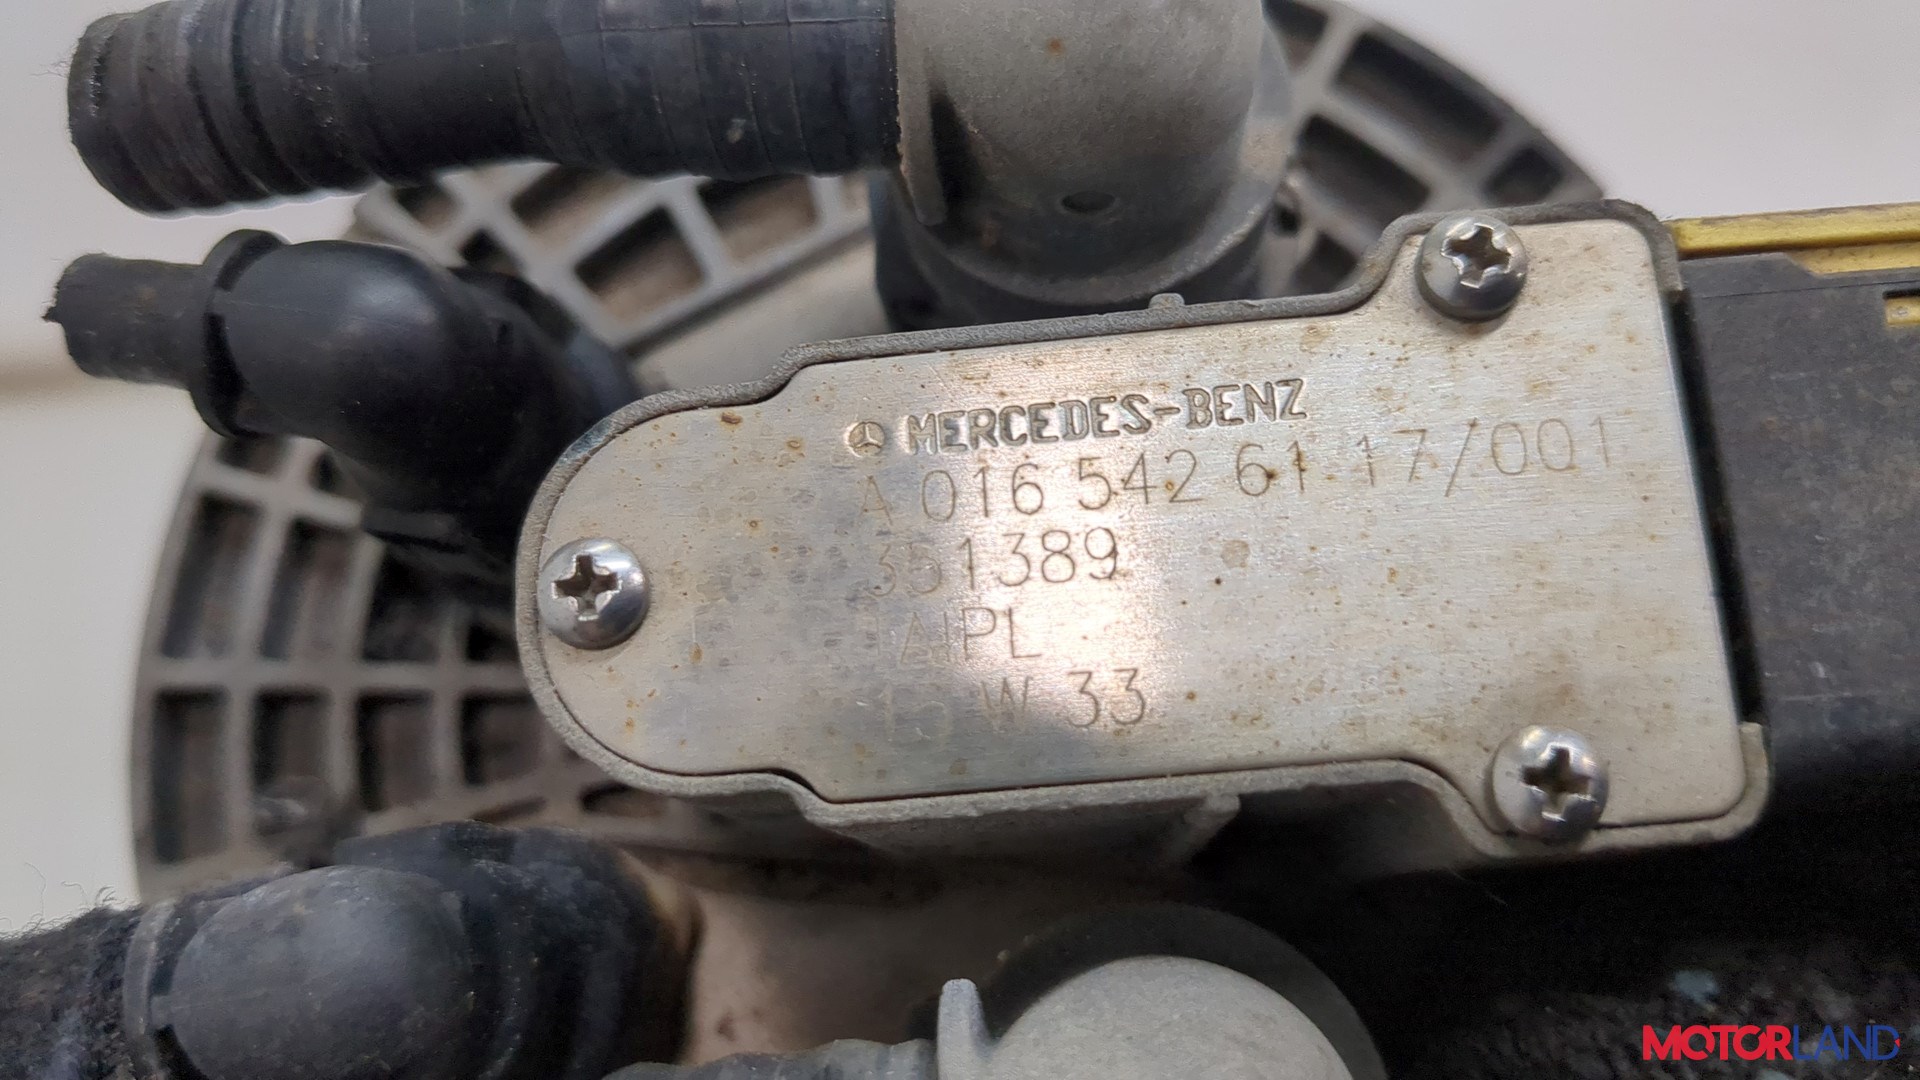 MERCEDES-BENZ
A 016 542 61 17/001
351389
W 33
MOTORLAND